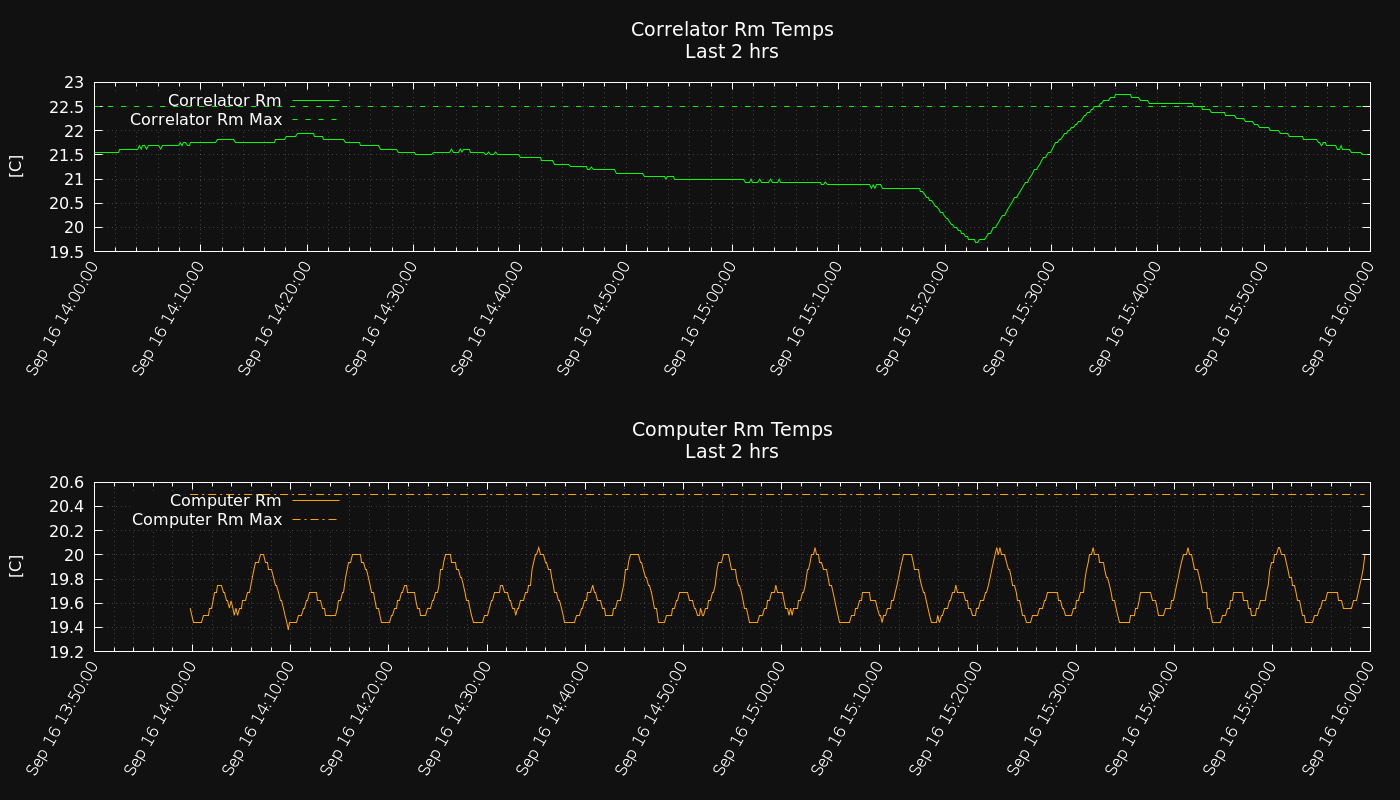 Correlator Rm Temps
Last 2 hrs
23
22.5
22
21.5
21
20.5
20
19.5
[C]
Correlator Rm
Correlator Rm Max
Sep 16 14:00:00
Sep 16 14:10:00
Sep 16 14:20:00
Sep 16 14:30:00
Sep 16 14:40:00
Sep 16 14:50:00
Sep 16 15:00:00
Sep 16 15:10:00
Sep 16 15:20:00
Sep 16 15:30:00
Sep 16 15:40:00
Sep 16 15:50:00
Sep 16 16:00:00
Computer Rm Temps
Last 2 hrs
20.6
20.4
20.2
20
19.8
19.6
19.4
19.2
[C]
Computer Rm
Computer Rm Max
Sep 16 13:50:00
Sep 16 14:00:00
Sep 16 14:10:00
Sep 16 14:20:00
Sep 16 14:30:00
Sep 16 14:40:00
Sep 16 14:50:00
Sep 16 15:00:00
Sep 16 15:10:00
Sep 16 15:20:00
Sep 16 15:30:00
Sep 16 15:40:00
Sep 16 15:50:00
Sep 16 16:00:00